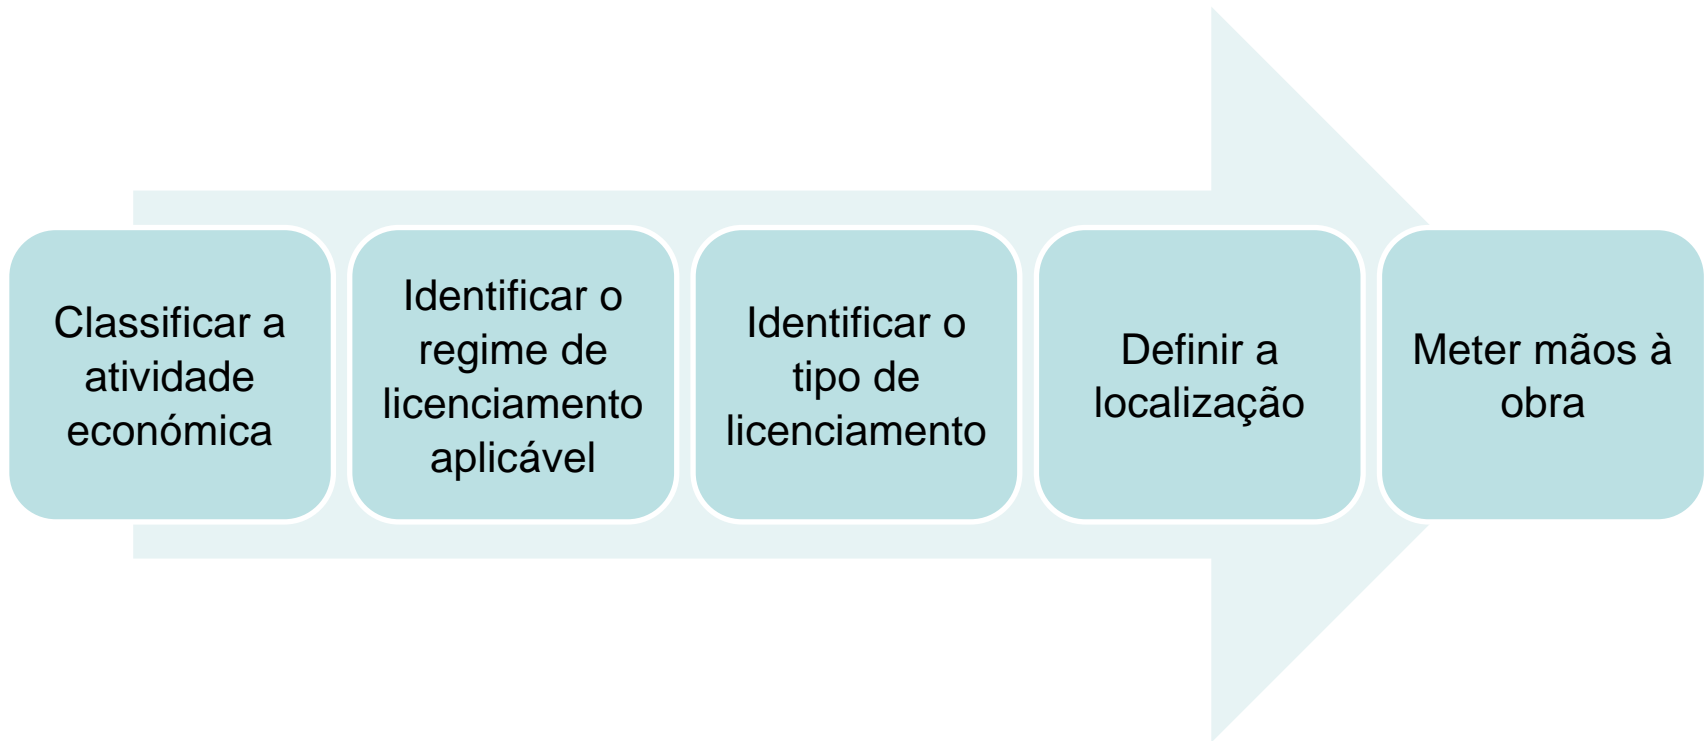 Classificar a
atividade
económica
Identificar o
regime de
licenciamento
aplicável
Identificar o
tipo de
licenciamento
Definir a
localização
Meter mãos à
obra